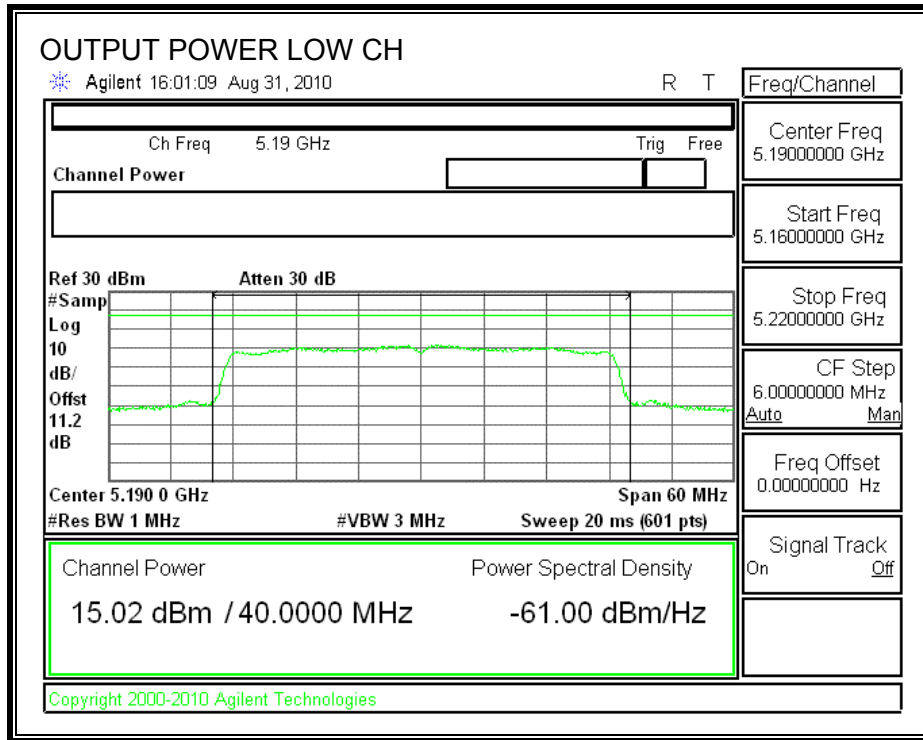 OUTPUT POWER LOW CH
Agilent 16:01:09 Aug 31, 2010 R T
Freq/Channel
Ch Freq 5.19 GHz Trig Free
Channel Power
Center Freq
5.19000000 GHz
Start Freq
5.16000000 GHz
Stop Freq
5.22000000 GHz
CF Step
6.00000000 MHz
Auto Man
Freq Offset
0.00000000 Hz
Signal Track
On Off
Ref 30 dBm Atten 30 dB
#Samp
Log
10
dB/
Offst
11.2
dB
Center 5.190 0 GHz Span 60 MHz
#Res BW 1 MHz #VBW 3 MHz Sweep 20 ms (601 pts)
Channel Power Power Spectral Density
15.02 dBm / 40.0000 MHz -61.00 dBm/Hz
Copyright 2000-2010 Agilent Technologies